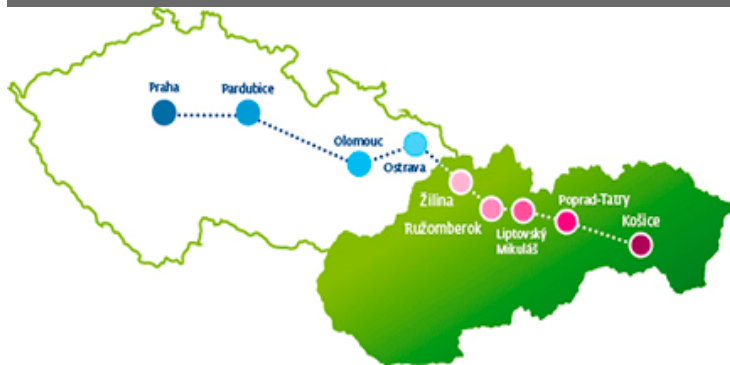 Praha
Pardubice
Olomouc
Ostrava
Žilina
Ružomberok
Liptovský
Mikuláš
Poprad-Tatry
Košice